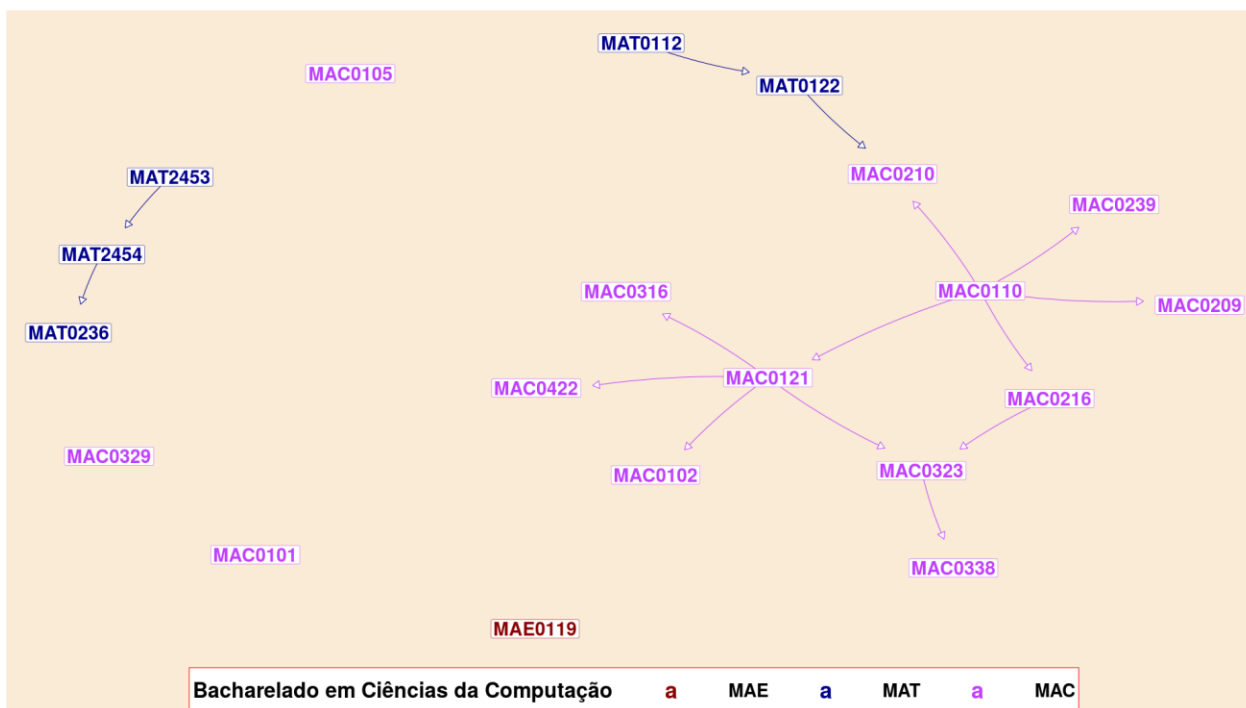 MAT0112
MAC0105
MAT0122
MAC0210
MAT2453
MAC0239
MAT2454
MAC0316
MAC0110
MAC0209
MAT0236
MAC0121
MAC0422
MAC0216
MAC0329
MAC0102
MAC0323
MAC0101
MAC0338
MAE0119
Bacharelado em Ciências da Computação a MAE a MAT a MAC